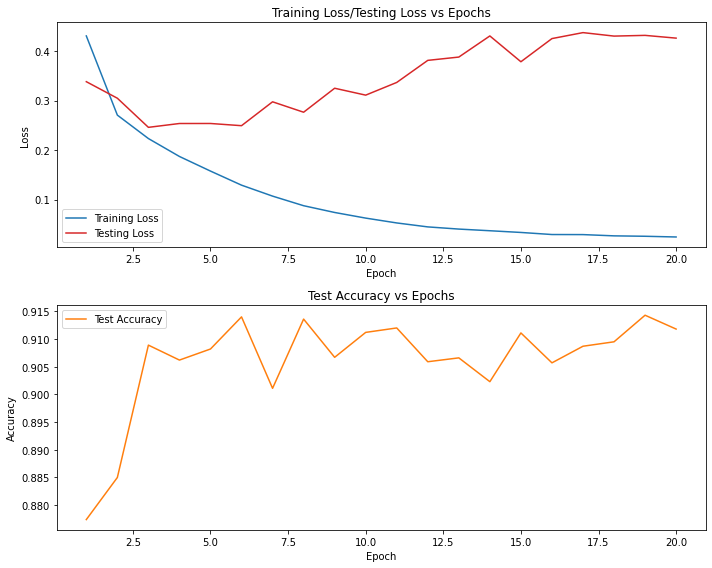 Training Loss/Testing Loss vs Epochs
0.4
0.3
0.2
0.1
Loss
Training Loss
Testing Loss
2.5 5.0 7.5 10.0 12.5 15.0 17.5 20.0
Epoch
Test Accuracy vs Epochs
0.915
0.910
0.905
0.900
0.895
0.890
0.885
0.880
Accuracy
Test Accuracy
2.5 5.0 7.5 10.0 12.5 15.0 17.5 20.0
Epoch